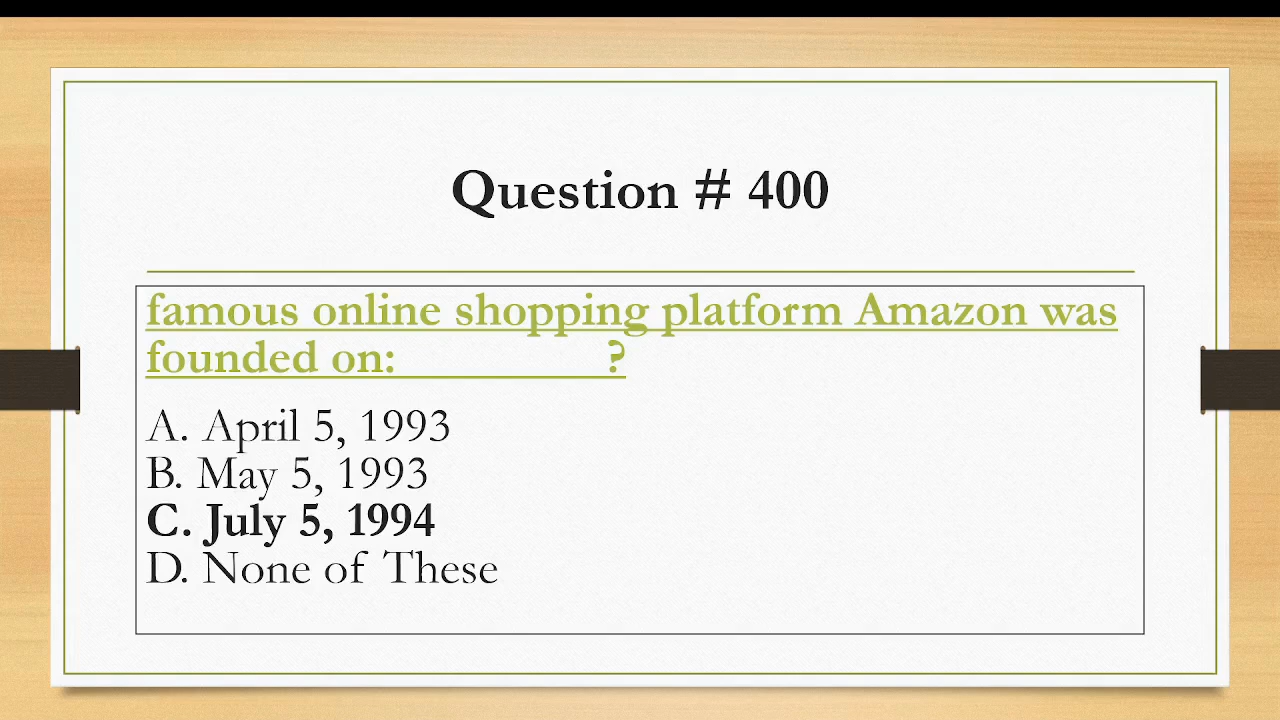 Question # 400
famous online shopping platform Amazon was
founded on: ?
A. April 5, 1993
B. May 5, 1993
C. July 5, 1994
D. None of These